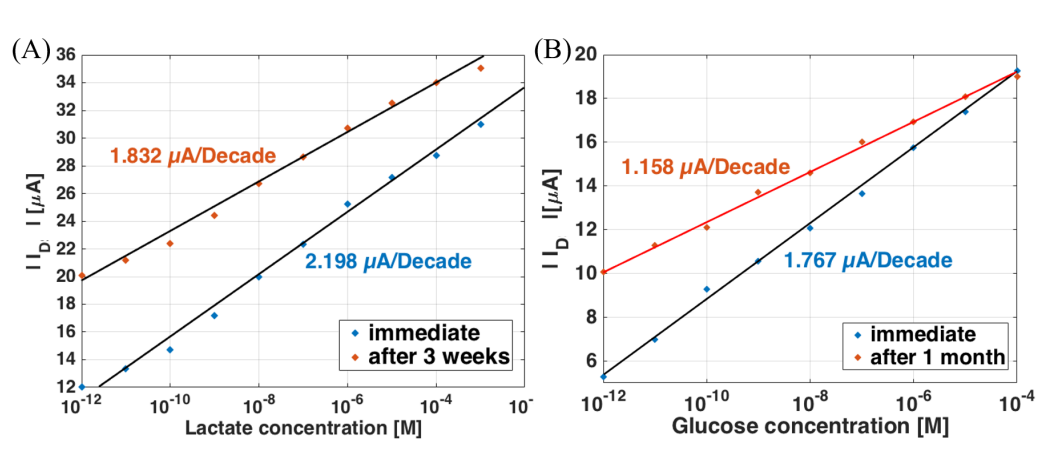 (A)
36
34
32
30
28
26
24
22
20
18
16
14
12
| I_D: | [μA]
1.832 μA/Decade
2.198 μA/Decade
immediate
after 3 weeks
10^-12
10^-10
10^-8
10^-6
10^-4
10^-
Lactate concentration [M]
(B)
20
18
16
14
12
10
8
6
| I_D |[μA]
1.158 μA/Decade
1.767 μA/Decade
immediate
after 1 month
10^-12
10^-10
10^-8
10^-6
10^-4
Glucose concentration [M]